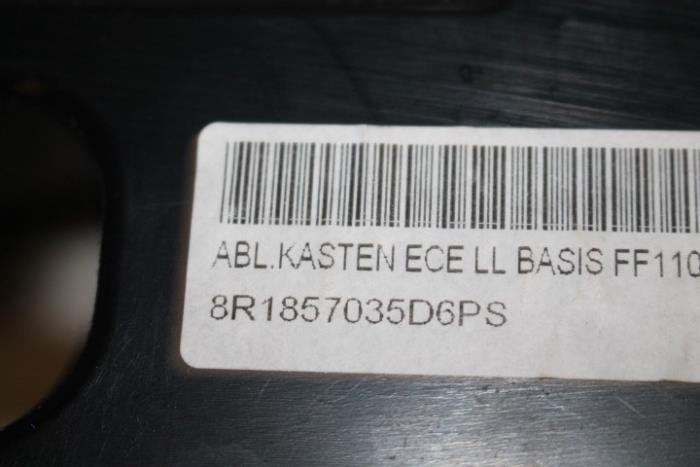 ABL.KASTEN ECE LL BASIS FF110
8R1857035D6PS